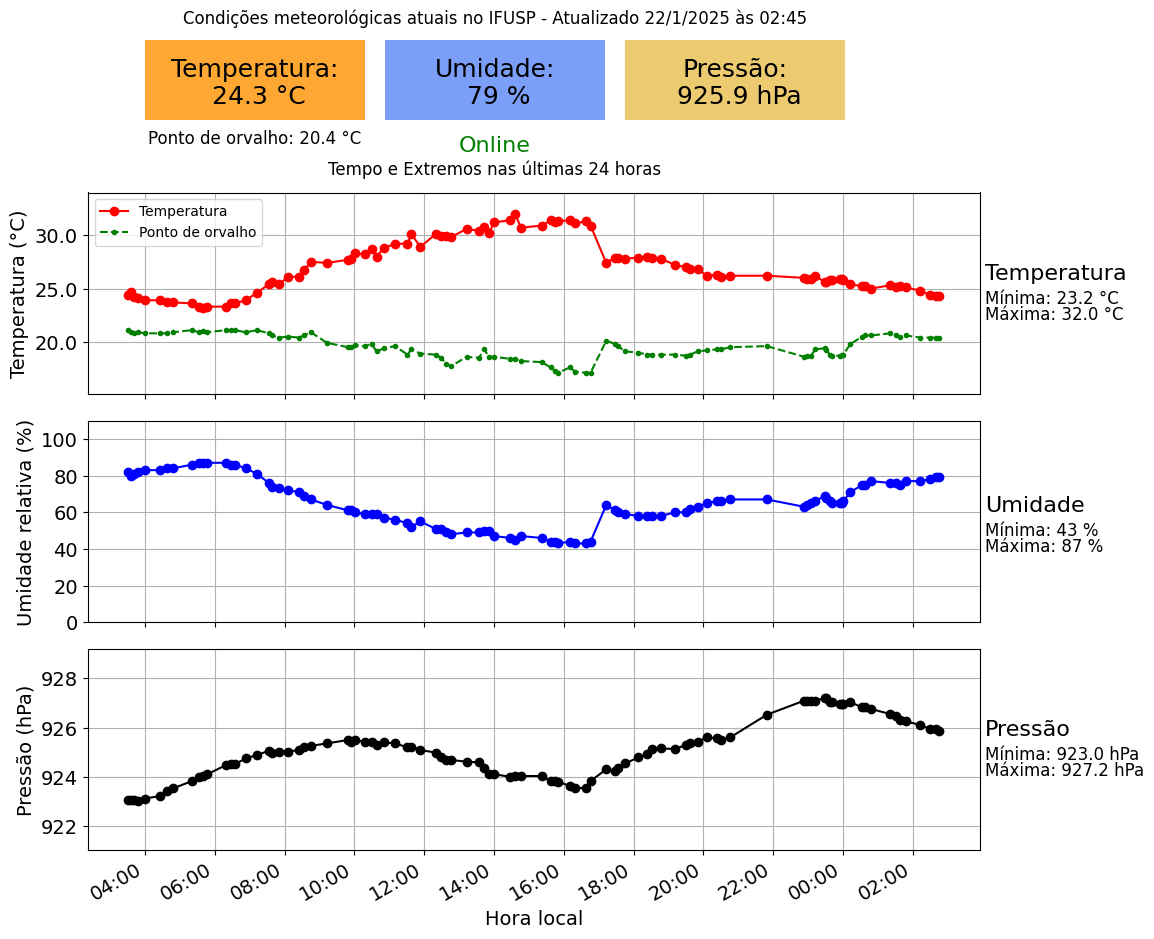 Condições meteorológicas atuais no IFUSP - Atualizado 22/1/2025 às 02:45
Temperatura:
24.3 °C
Umidade:
79 %
Pressão:
925.9 hPa
Ponto de orvalho: 20.4 °C
Online
Tempo e Extremos nas últimas 24 horas
Temperatura (°C)
30.0
25.0
20.0
Temperatura
Ponto de orvalho
Temperatura
Mínima: 23.2 °C
Máxima: 32.0 °C
Umidade relativa (%)
100
80
60
40
20
0
Umidade
Mínima: 43 %
Máxima: 87 %
Pressão (hPa)
928
926
924
922
Pressão
Mínima: 923.0 hPa
Máxima: 927.2 hPa
04:00 06:00 08:00 10:00 12:00 14:00 16:00 18:00 20:00 22:00 00:00 02:00
Hora local